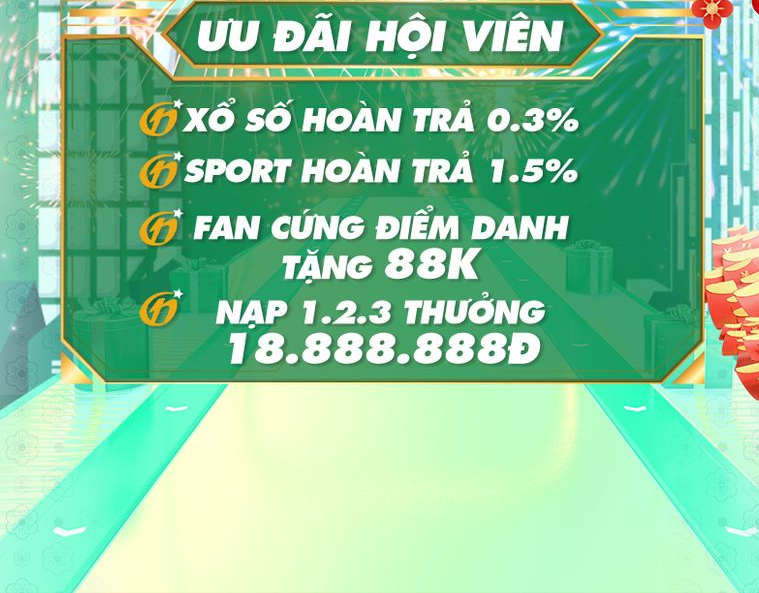 ƯU ĐÃI HỘI VIÊN
XỔ SỐ HOÀN TRẢ 0.3%
SPORT HOÀN TRẢ 1.5%
FAN CỨNG ĐIỂM DANH
TẶNG 88K
NẠP 1.2.3 THƯỞNG
18.888.888Đ